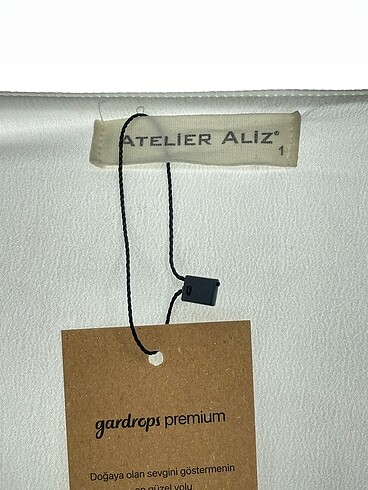 ATELIER ALIZ®
1
gardrops premium
Doğaya olan sevgini göstermenin
en güzel yolu